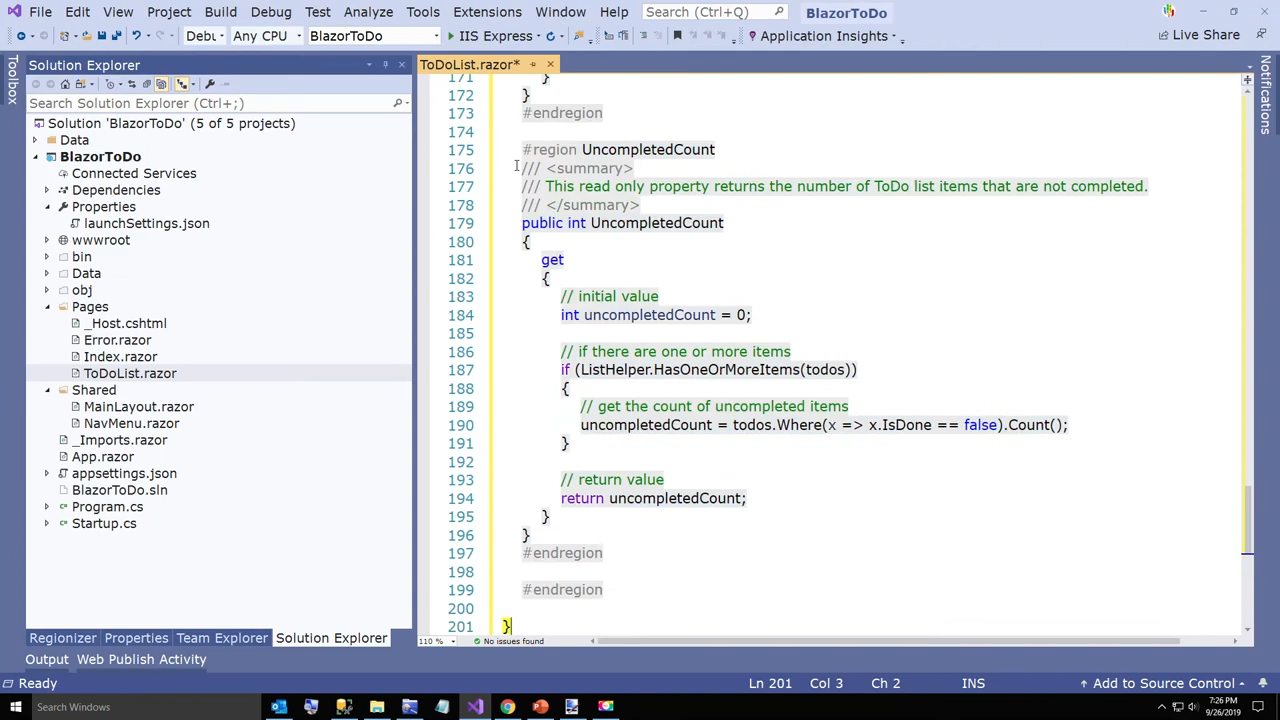 File Edit View Project Build Debug Test Analyze Tools Extensions Window Help Search (Ctrl+Q) BlazorToDo
Debu Any CPU BlazorToDo IIS Express Application Insights Live Share
Toolbox
Solution Explorer
Search Solution Explorer (Ctrl+;)
Solution 'BlazorToDo' (5 of 5 projects)
Data
BlazorToDo
Connected Services
Dependencies
Properties
launchSettings.json
wwwroot
bin
Data
obj
Pages
_Host.cshtml
Error.razor
Index.razor
ToDoList.razor
Shared
MainLayout.razor
NavMenu.razor
_Imports.razor
App.razor
appsettings.json
BlazorToDo.sln
Program.cs
Startup.cs
Regionizer Properties Team Explorer Solution Explorer
ToDoList.razor*
171 }
172 }
173 #endregion
174
175 #region UncompletedCount
176 /// <summary>
177 /// This read only property returns the number of ToDo list items that are not completed.
178 /// </summary>
179 public int UncompletedCount
180 {
181 get
182 {
183 // initial value
184 int uncompletedCount = 0;
185
186 // if there are one or more items
187 if (ListHelper.HasOneOrMoreItems(todos))
188 {
189 // get the count of uncompleted items
190 uncompletedCount = todos.Where(x => x.IsDone == false).Count();
191 }
192
193 // return value
194 return uncompletedCount;
195 }
196 }
197 #endregion
198
199 #endregion
200
201 }
110 % No issues found
Notifications
Output Web Publish Activity
Ready Ln 201 Col 3 Ch 2 INS Add to Source Control
Search Windows
7:26 PM
9/26/2019